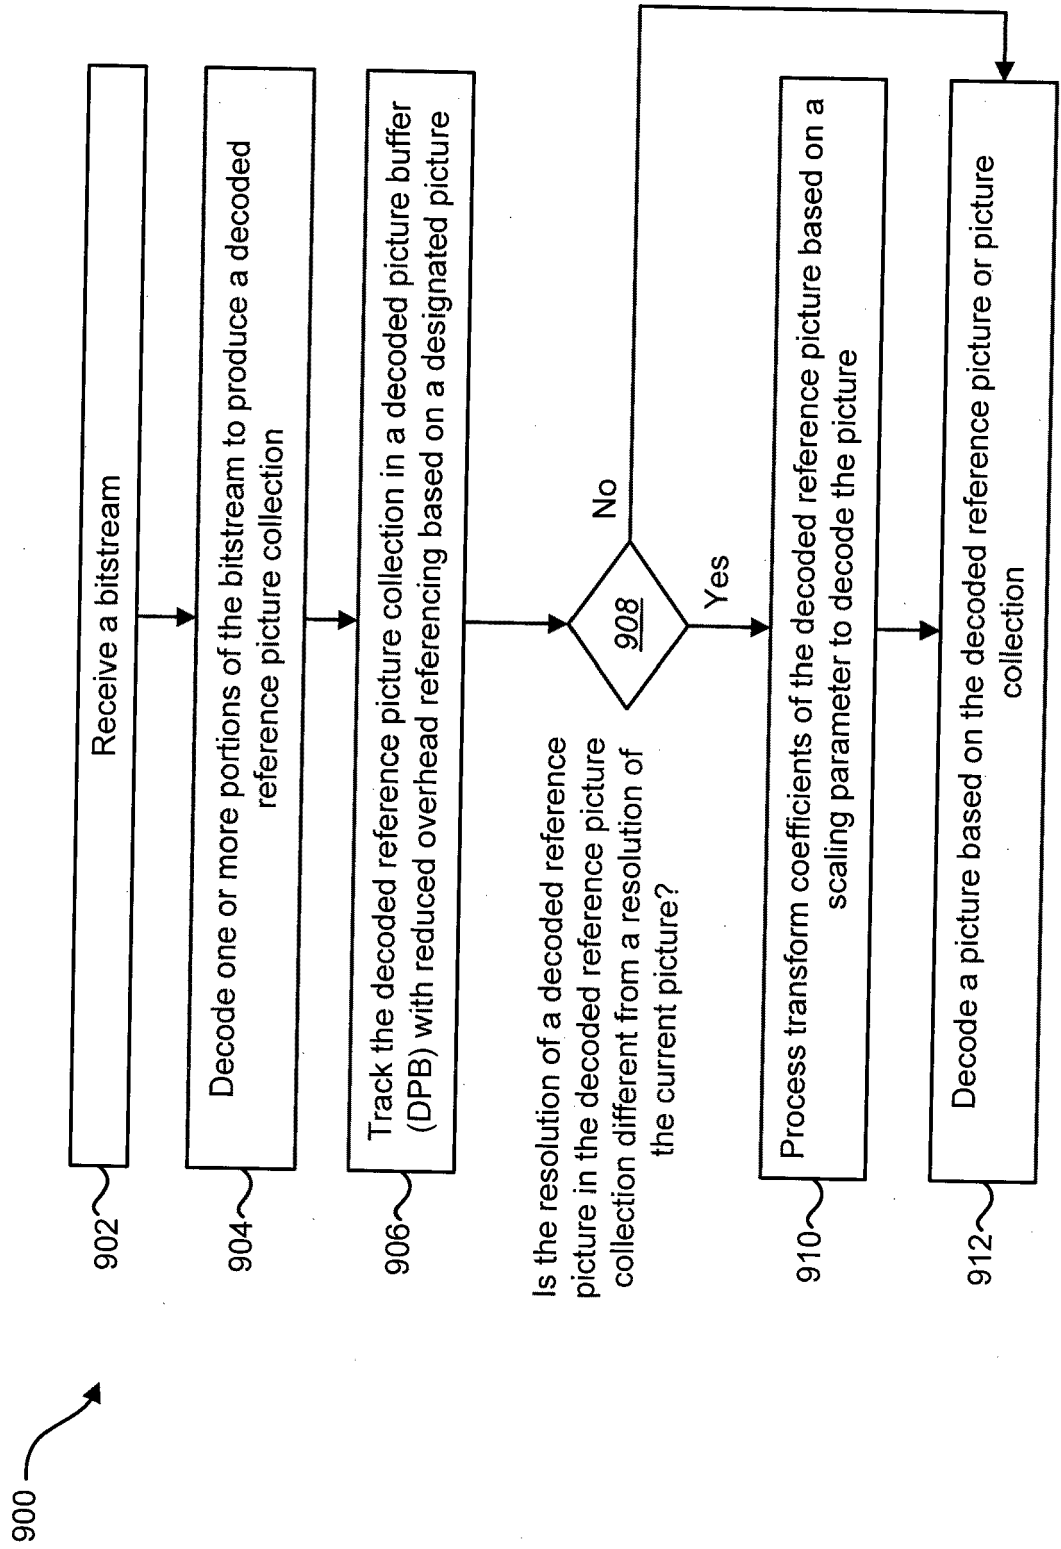 900
902
Receive a bitstream
904
Decode one or more portions of the bitstream to produce a decoded
reference picture collection
906
Track the decoded reference picture collection in a decoded picture buffer
(DPB) with reduced overhead referencing based on a designated picture
Is the resolution of a decoded reference
picture in the decoded reference picture
collection different from a resolution of
the current picture?
908
No
Yes
910
Process transform coefficients of the decoded reference picture based on a
scaling parameter to decode the picture
912
Decode a picture based on the decoded reference picture or picture
collection